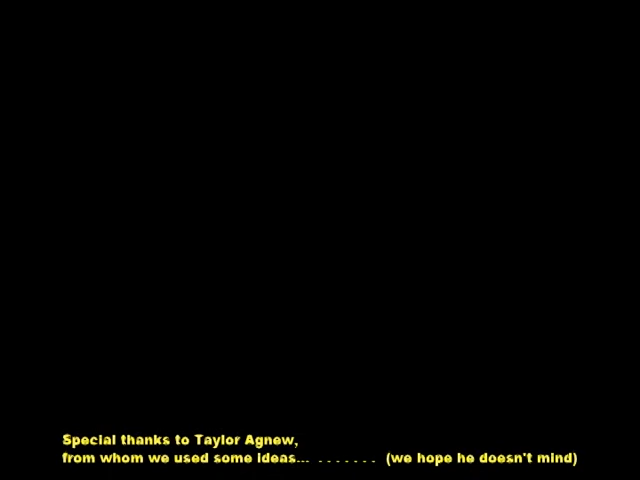 Special thanks to Taylor Agnew,
from whom we used some ideas... . . . . . . . (we hope he doesn't mind)